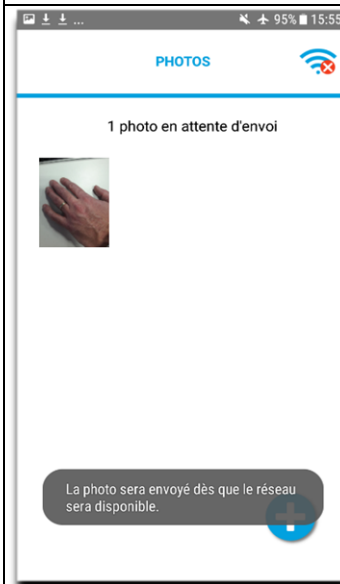 ... 95% 15:55
PHOTOS
1 photo en attente d'envoi
La photo sera envoyé dès que le réseau
sera disponible.